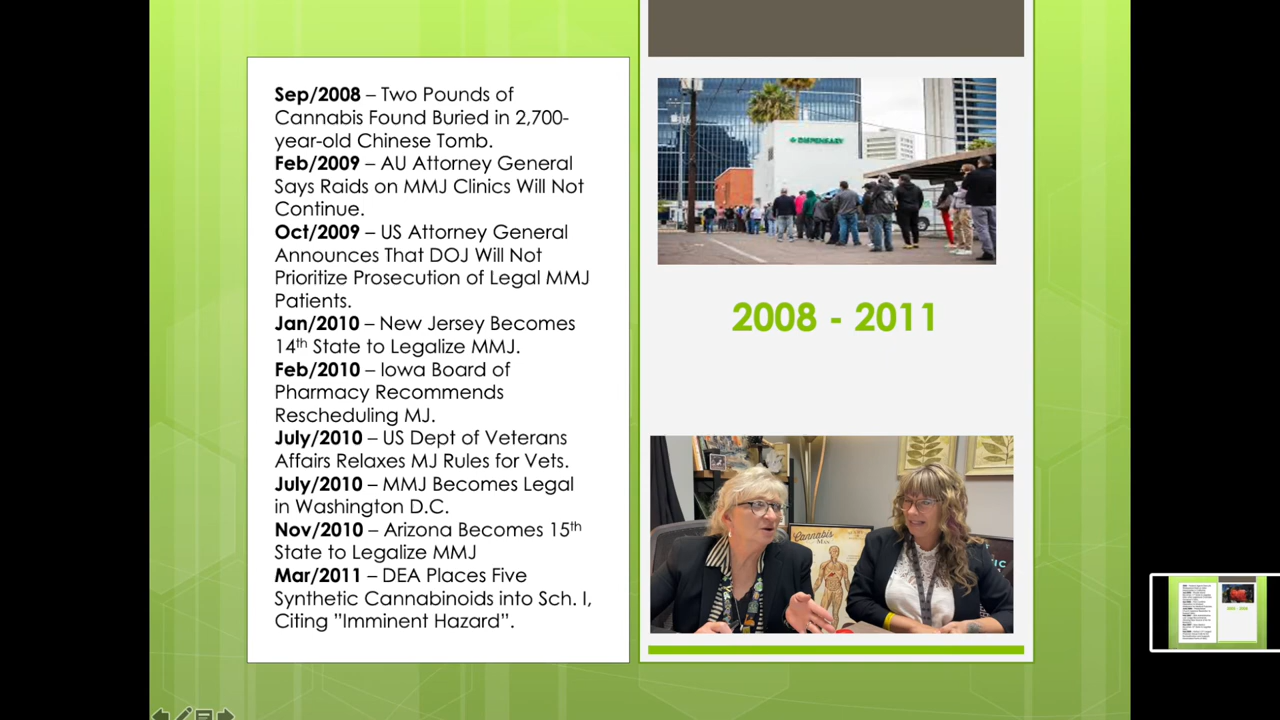 Sep/2008 – Two Pounds of
Cannabis Found Buried in 2,700-
year-old Chinese Tomb.
Feb/2009 – AU Attorney General
Says Raids on MMJ Clinics Will Not
Continue.
Oct/2009 – US Attorney General
Announces That DOJ Will Not
Prioritize Prosecution of Legal MMJ
Patients.
Jan/2010 – New Jersey Becomes
14th State to Legalize MMJ.
Feb/2010 – Iowa Board of
Pharmacy Recommends
Rescheduling MJ.
July/2010 – US Dept of Veterans
Affairs Relaxes MJ Rules for Vets.
July/2010 – MMJ Becomes Legal
in Washington D.C.
Nov/2010 – Arizona Becomes 15th
State to Legalize MMJ
Mar/2011 – DEA Places Five
Synthetic Cannabinoids into Sch. I,
Citing ”Imminent Hazard”.
DISPENSARY
2008 - 2011
Cannabis